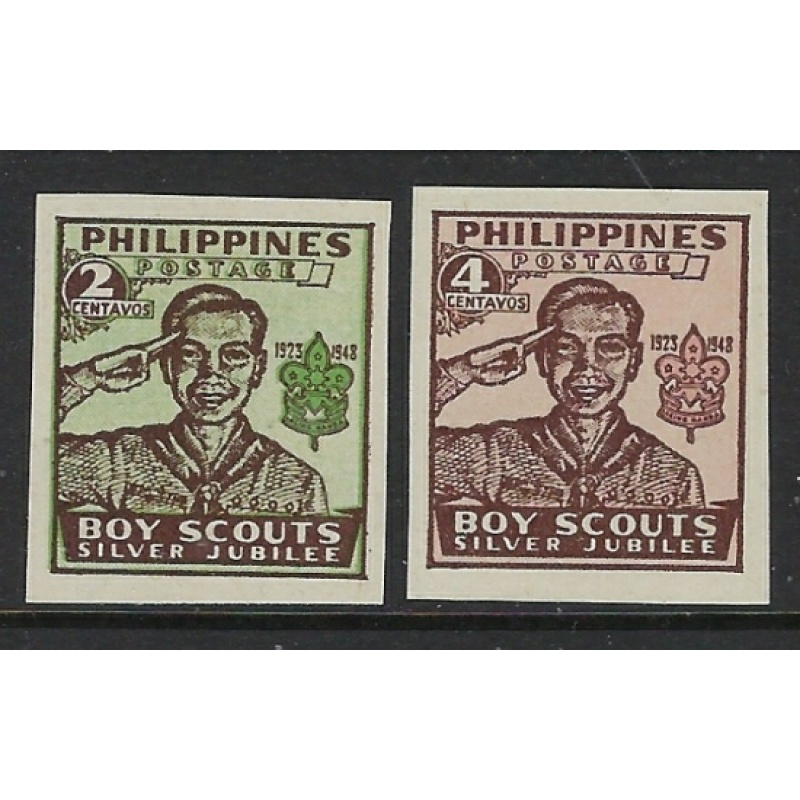 PHILIPPINES
POSTAGE
2
CENTAVOS
1923 1948
BOY SCOUTS
SILVER JUBILEE
PHILIPPINES
POSTAGE
4
CENTAVOS
1923 1948
BOY SCOUTS
SILVER JUBILEE